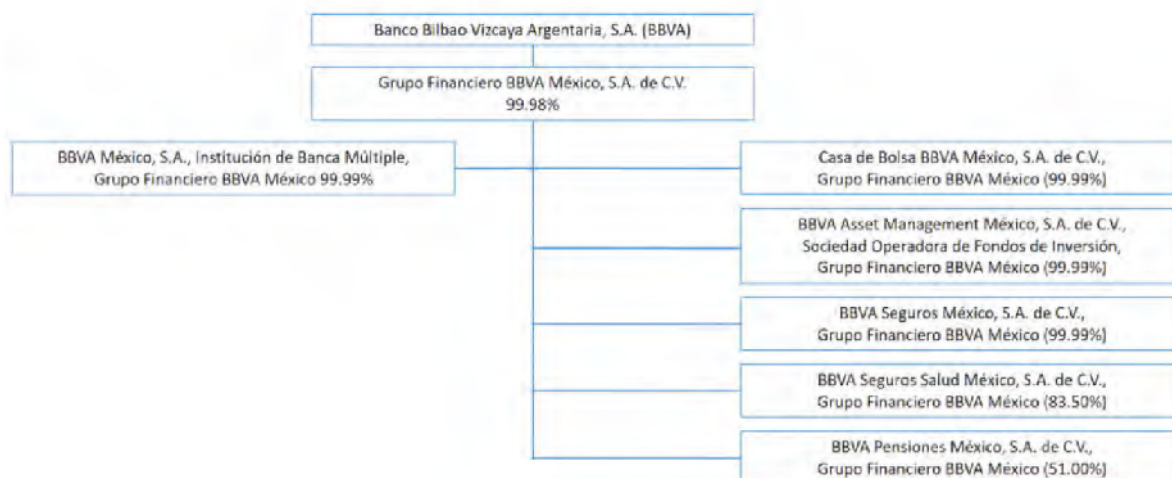 Banco Bilbao Vizcaya Argentaria, S.A. (BBVA)
Grupo Financiero BBVA México, S.A. de C.V.
99.98%
BBVA México, S.A., Institución de Banca Múltiple,
Grupo Financiero BBVA México 99.99%
Casa de Bolsa BBVA México, S.A. de C.V.,
Grupo Financiero BBVA México (99.99%)
BBVA Asset Management México, S.A. de C.V.,
Sociedad Operadora de Fondos de Inversión,
Grupo Financiero BBVA México (99.99%)
BBVA Seguros México, S.A. de C.V.,
Grupo Financiero BBVA México (99.99%)
BBVA Seguros Salud México, S.A. de C.V.,
Grupo Financiero BBVA México (83.50%)
BBVA Pensiones México, S.A. de C.V.,
Grupo Financiero BBVA México (51.00%)